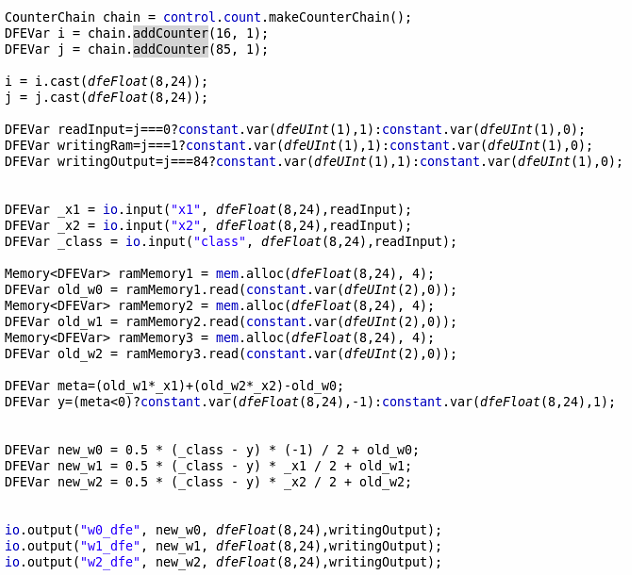 CounterChain chain = control.count.makeCounterChain();
DFEVar i = chain.addCounter(16, 1);
DFEVar j = chain.addCounter(85, 1);
i = i.cast(dfeFloat(8,24));
j = j.cast(dfeFloat(8,24));
DFEVar readInput=j===0?constant.var(dfeUInt(1),1):constant.var(dfeUInt(1),0);
DFEVar writingRam=j===1?constant.var(dfeUInt(1),1):constant.var(dfeUInt(1),0);
DFEVar writingOutput=j===84?constant.var(dfeUInt(1),1):constant.var(dfeUInt(1),0);
DFEVar _x1 = io.input("x1", dfeFloat(8,24),readInput);
DFEVar _x2 = io.input("x2", dfeFloat(8,24),readInput);
DFEVar _class = io.input("class", dfeFloat(8,24),readInput);
Memory<DFEVar> ramMemory1 = mem.alloc(dfeFloat(8,24), 4);
DFEVar old_w0 = ramMemory1.read(constant.var(dfeUInt(2),0));
Memory<DFEVar> ramMemory2 = mem.alloc(dfeFloat(8,24), 4);
DFEVar old_w1 = ramMemory2.read(constant.var(dfeUInt(2),0));
Memory<DFEVar> ramMemory3 = mem.alloc(dfeFloat(8,24), 4);
DFEVar old_w2 = ramMemory3.read(constant.var(dfeUInt(2),0));
DFEVar meta=(old_w1*_x1)+(old_w2*_x2)-old_w0;
DFEVar y=(meta<0)?constant.var(dfeFloat(8,24),-1):constant.var(dfeFloat(8,24),1);
DFEVar new_w0 = 0.5 * (_class - y) * (-1) / 2 + old_w0;
DFEVar new_w1 = 0.5 * (_class - y) * _x1 / 2 + old_w1;
DFEVar new_w2 = 0.5 * (_class - y) * _x2 / 2 + old_w2;
io.output("w0_dfe", new_w0, dfeFloat(8,24),writingOutput);
io.output("w1_dfe", new_w1, dfeFloat(8,24),writingOutput);
io.output("w2_dfe", new_w2, dfeFloat(8,24),writingOutput);